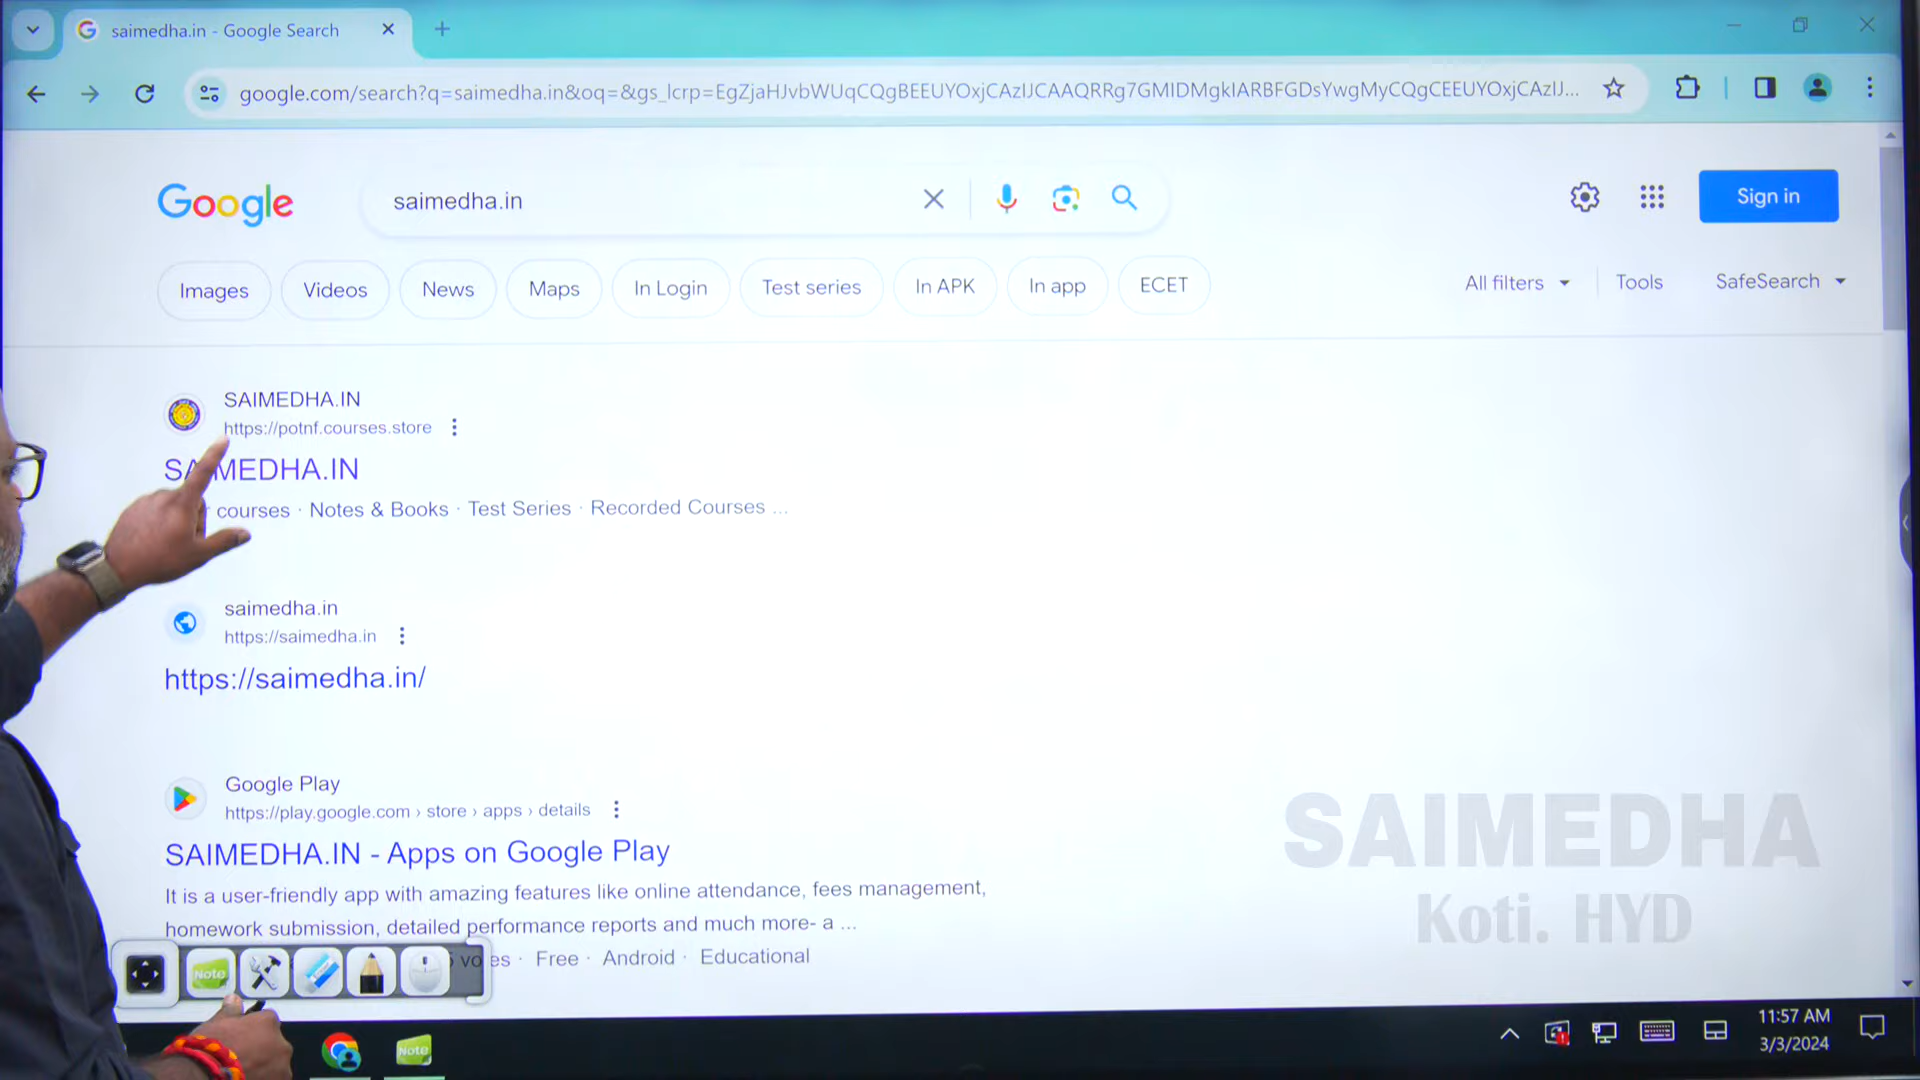 saimedha.in - Google Search
google.com/search?q=saimedha.in&oq=&gs_lcrp=
Google
saimedha.in
Sign in
Images
Videos
News
Maps
In Login
Test series
In APK
In app
ECET
All filters
Tools
SafeSearch
SAIMEDHA.IN
https://potnf.courses.store
SAIMEDHA.IN
courses · Notes & Books · Test Series · Recorded Courses ...
saimedha.in
https://saimedha.in
https://saimedha.in/
Google Play
https://play.google.com › store › apps › details
SAIMEDHA.IN - Apps on Google Play
It is a user-friendly app with amazing features like online attendance, fees management,
homework submission, detailed performance reports and much more- a ...
Free · Android · Educational
SAIMEDHA
Koti. HYD
Note
Note
11:57 AM
3/3/2024